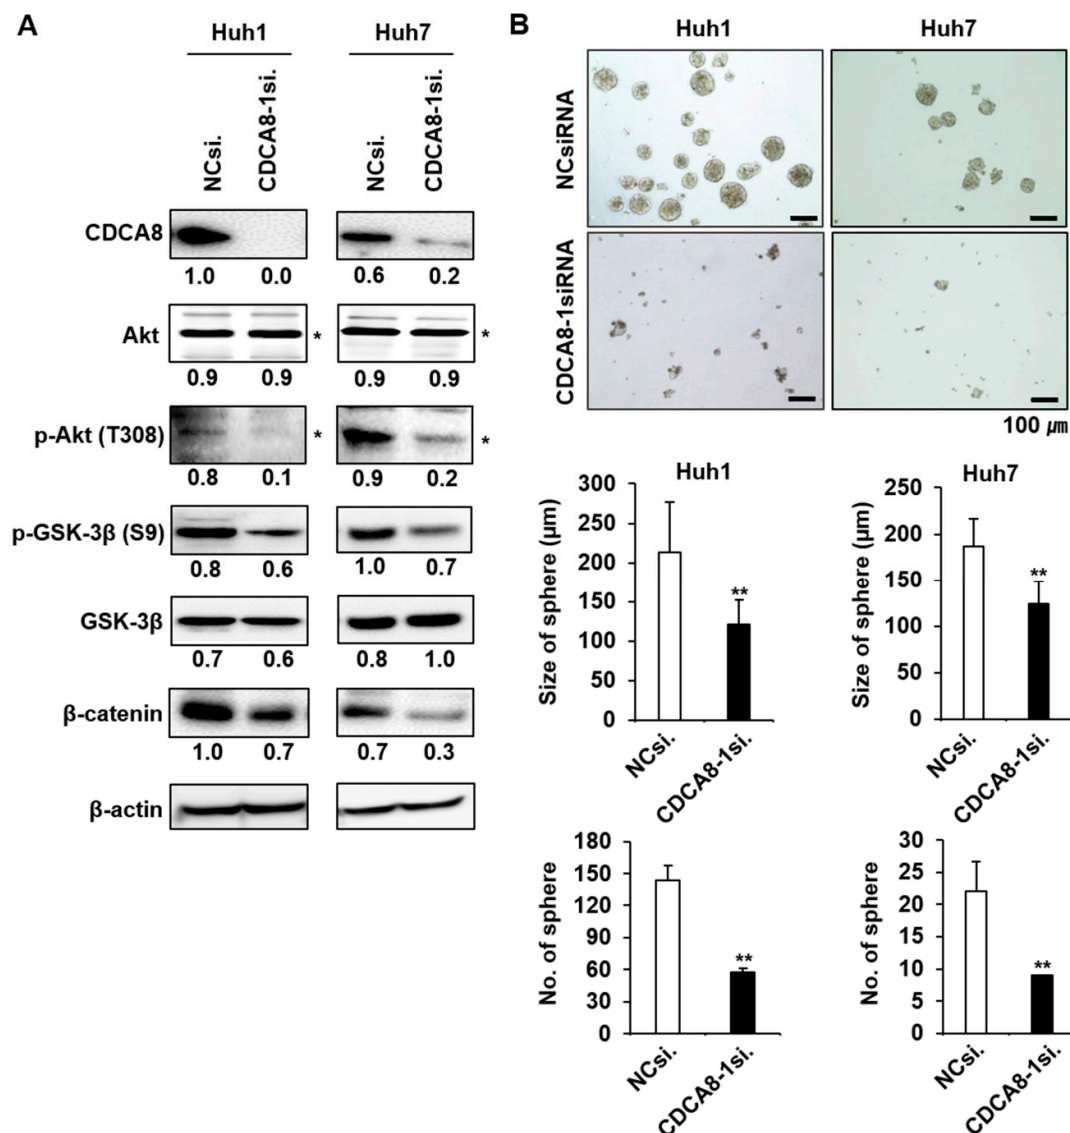 A
Huh1
Huh7
NCsi.
CDCA8-1si.
NCsi.
CDCA8-1si.
CDCA8
1.0
0.0
0.6
0.2
Akt
*
*
0.9
0.9
0.9
0.9
p-Akt (T308)
*
*
0.8
0.1
0.9
0.2
p-GSK-3β (S9)
0.8
0.6
1.0
0.7
GSK-3β
0.7
0.6
0.8
1.0
β-catenin
1.0
0.7
0.7
0.3
β-actin
B
Huh1
Huh7
NCsiRNA
CDCA8-1siRNA
100 μm
Huh1
Size of sphere (μm)
300
250
200
150
100
50
0
**
NCsi.
CDCA8-1si.
Huh7
Size of sphere (μm)
250
200
150
100
50
0
**
NCsi.
CDCA8-1si.
No. of sphere
180
150
120
90
60
30
0
**
NCsi.
CDCA8-1si.
No. of sphere
30
25
20
15
10
5
0
**
NCsi.
CDCA8-1si.